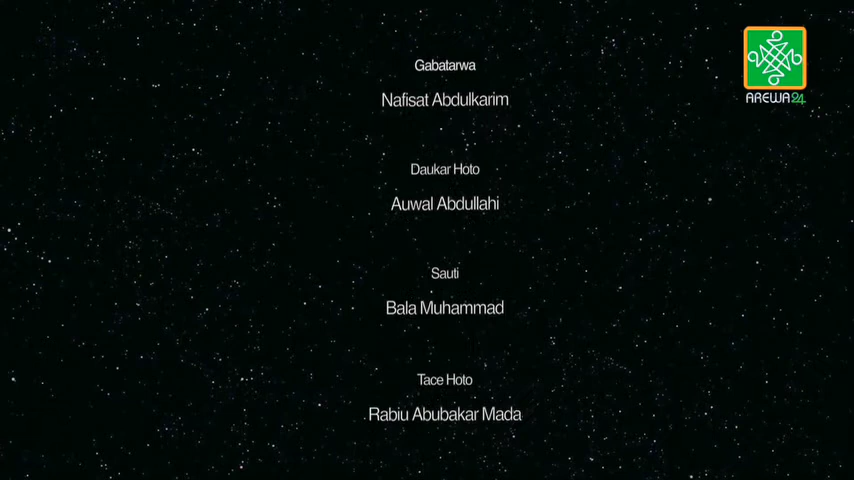 Gabatarwa
Nafisat Abdulkarim
Daukar Hoto
Auwal Abdullahi
Sauti
Bala Muhammad
Tace Hoto
Rabiu Abubakar Mada
AREWA24